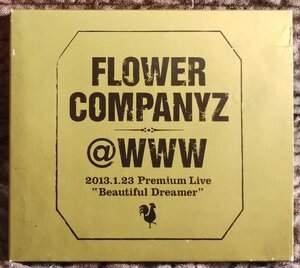 FLOWER
COMPANYZ
@WWW
2013.1.23 Premium Live
"Beautiful Dreamer"